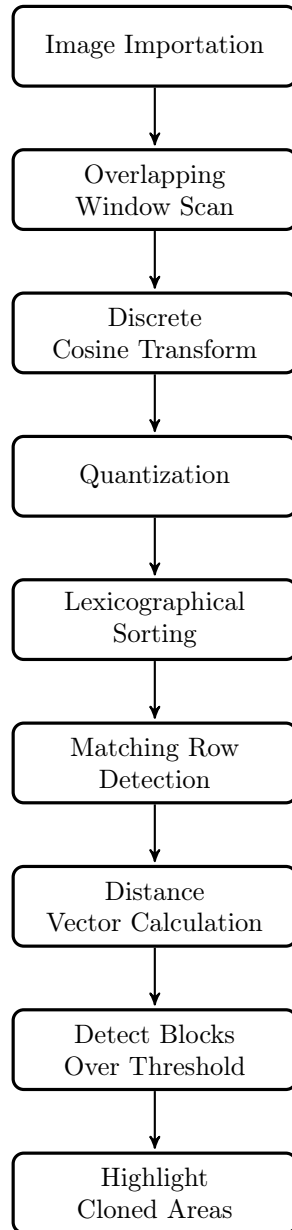 Image Importation
Overlapping
Window Scan
Discrete
Cosine Transform
Quantization
Lexicographical
Sorting
Matching Row
Detection
Distance
Vector Calculation
Detect Blocks
Over Threshold
Highlight
Cloned Areas